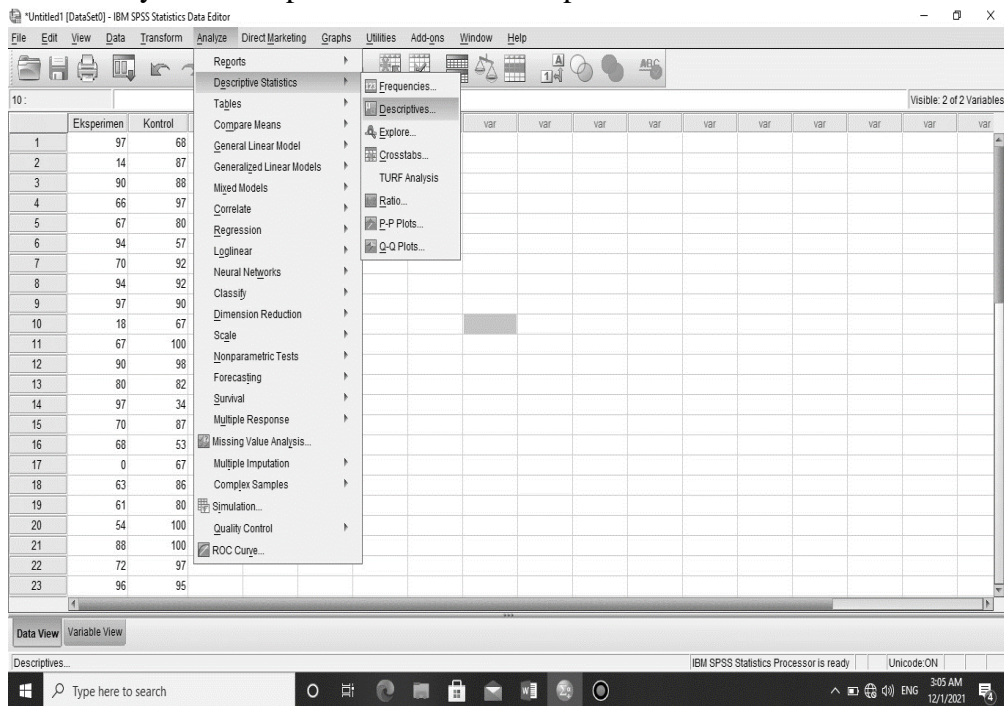 *Untitled1 [DataSet0] - IBM SPSS Statistics Data Editor
File Edit View Data Transform Analyze Direct Marketing Graphs Utilities Add-ons Window Help
10 :
Visible: 2 of 2 Variables
Eksperimen Kontrol var var var var var var var var var var
1 97 68
2 14 87
3 90 88
4 66 97
5 67 80
6 94 57
7 70 92
8 94 92
9 97 90
10 18 67
11 67 100
12 90 98
13 80 82
14 97 34
15 70 87
16 68 53
17 0 67
18 63 86
19 61 80
20 54 100
21 88 100
22 72 97
23 96 95
Reports
Descriptive Statistics
Tables
Compare Means
General Linear Model
Generalized Linear Models
Mixed Models
Correlate
Regression
Loglinear
Neural Networks
Classify
Dimension Reduction
Scale
Nonparametric Tests
Forecasting
Survival
Multiple Response
Missing Value Analysis...
Multiple Imputation
Complex Samples
Simulation...
Quality Control
ROC Curve...
Frequencies...
Descriptives...
Explore...
Crosstabs...
TURF Analysis
Ratio...
P-P Plots...
Q-Q Plots...
Data View Variable View
Descriptives...
IBM SPSS Statistics Processor is ready Unicode:ON
Type here to search
ENG
3:05 AM
12/1/2021